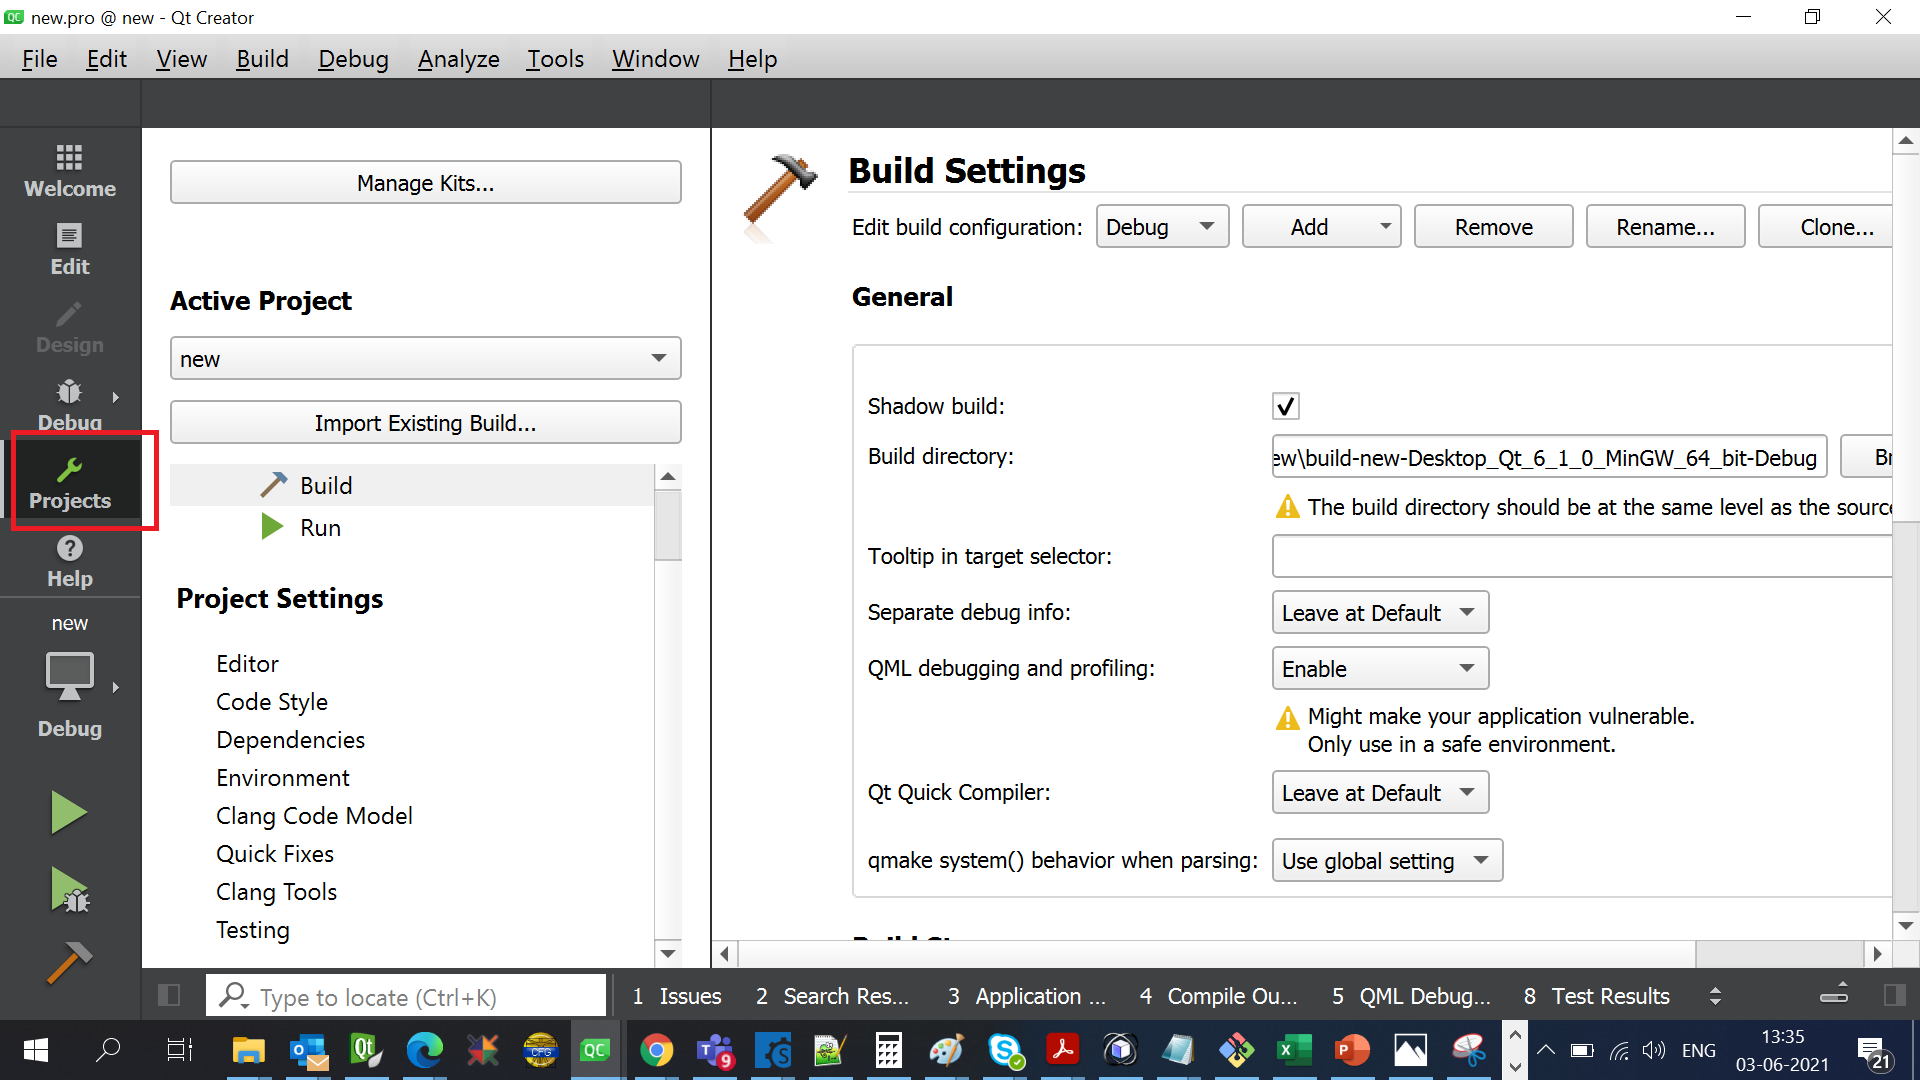 QC new.pro @ new - Qt Creator
File Edit View Build Debug Analyze Tools Window Help
Welcome
Edit
Design
Debug
Projects
Help
new
Debug
Manage Kits...
Active Project
new
Import Existing Build...
Build
Run
Project Settings
Editor
Code Style
Dependencies
Environment
Clang Code Model
Quick Fixes
Clang Tools
Testing
Build Settings
Edit build configuration: Debug Add Remove Rename... Clone...
General
Shadow build:
Build directory: ew\build-new-Desktop_Qt_6_1_0_MinGW_64_bit-Debug
The build directory should be at the same level as the source
Tooltip in target selector:
Separate debug info: Leave at Default
QML debugging and profiling: Enable
Might make your application vulnerable.
Only use in a safe environment.
Qt Quick Compiler: Leave at Default
qmake system() behavior when parsing: Use global setting
Type to locate (Ctrl+K) 1 Issues 2 Search Res... 3 Application ... 4 Compile Ou... 5 QML Debug... 8 Test Results
Qt CFG QC 9 ENG 13:35
03-06-2021 21